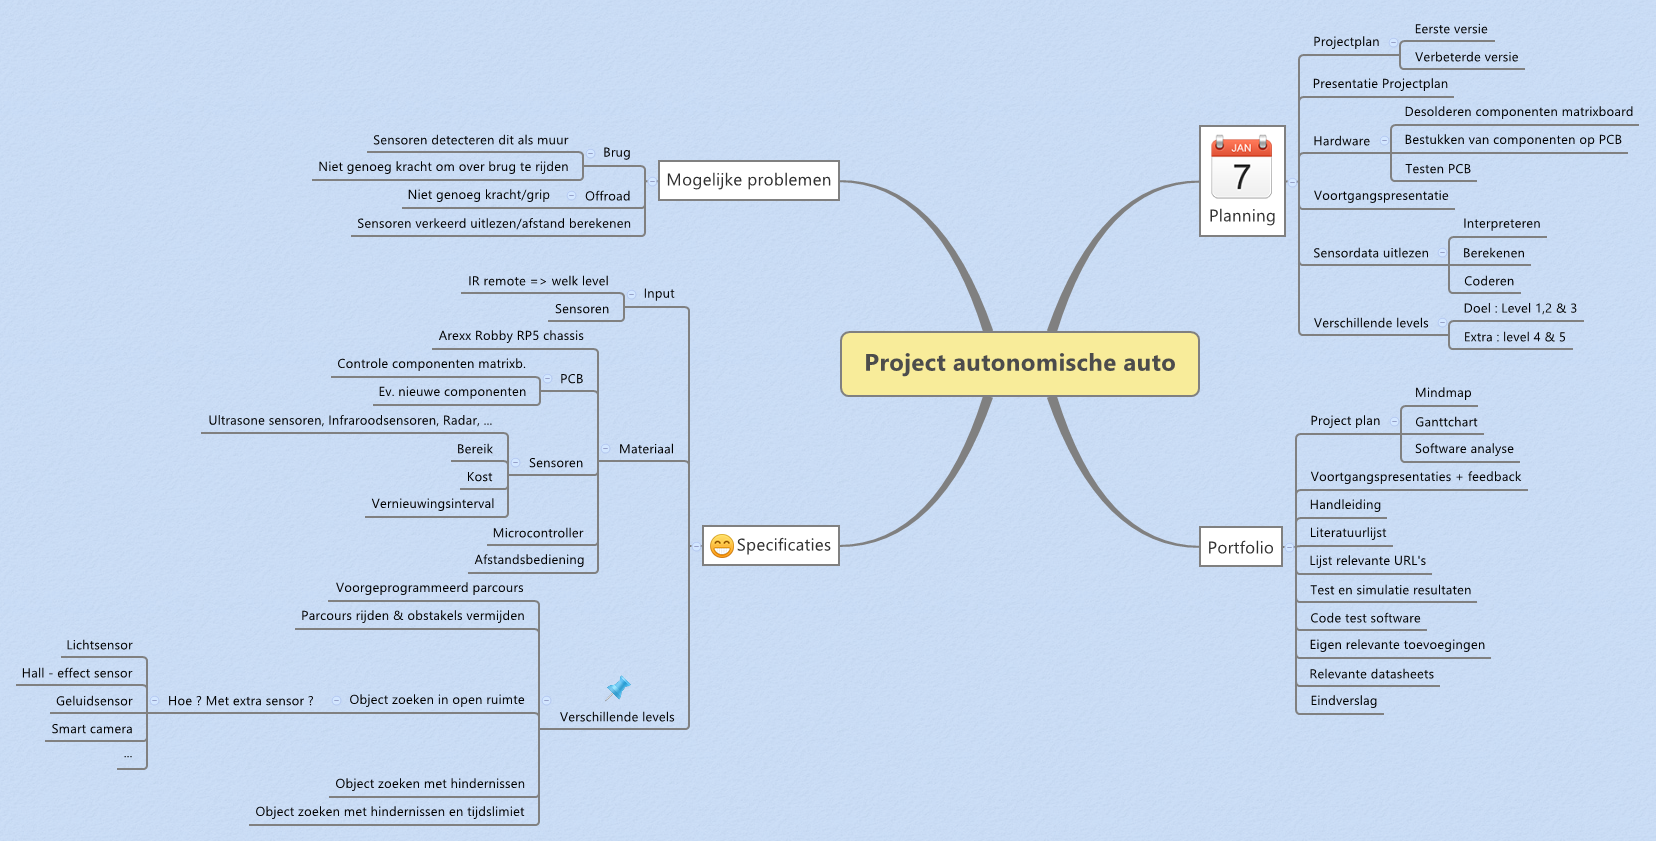 Project autonomische auto
Mogelijke problemen
Brug
Sensoren detecteren dit als muur
Niet genoeg kracht om over brug te rijden
Offroad
Niet genoeg kracht/grip
Sensoren verkeerd uitlezen/afstand berekenen
Specificaties
Input
IR remote => welk level
Sensoren
Materiaal
Arexx Robby RP5 chassis
PCB
Controle componenten matrixb.
Ev. nieuwe componenten
Sensoren
Ultrasone sensoren, Infraroodsensoren, Radar, ...
Bereik
Kost
Vernieuwingsinterval
Microcontroller
Afstandsbediening
Verschillende levels
Voorgeprogrammeerd parcours
Parcours rijden & obstakels vermijden
Object zoeken in open ruimte
Hoe ? Met extra sensor ?
Lichtsensor
Hall - effect sensor
Geluidsensor
Smart camera
...
Object zoeken met hindernissen
Object zoeken met hindernissen en tijdslimiet
JAN
7
Planning
Projectplan
Eerste versie
Verbeterde versie
Presentatie Projectplan
Hardware
Desolderen componenten matrixboard
Bestukken van componenten op PCB
Testen PCB
Voortgangspresentatie
Sensordata uitlezen
Interpreteren
Berekenen
Coderen
Verschillende levels
Doel : Level 1,2 & 3
Extra : level 4 & 5
Portfolio
Project plan
Mindmap
Ganttchart
Software analyse
Voortgangspresentaties + feedback
Handleiding
Literatuurlijst
Lijst relevante URL's
Test en simulatie resultaten
Code test software
Eigen relevante toevoegingen
Relevante datasheets
Eindverslag